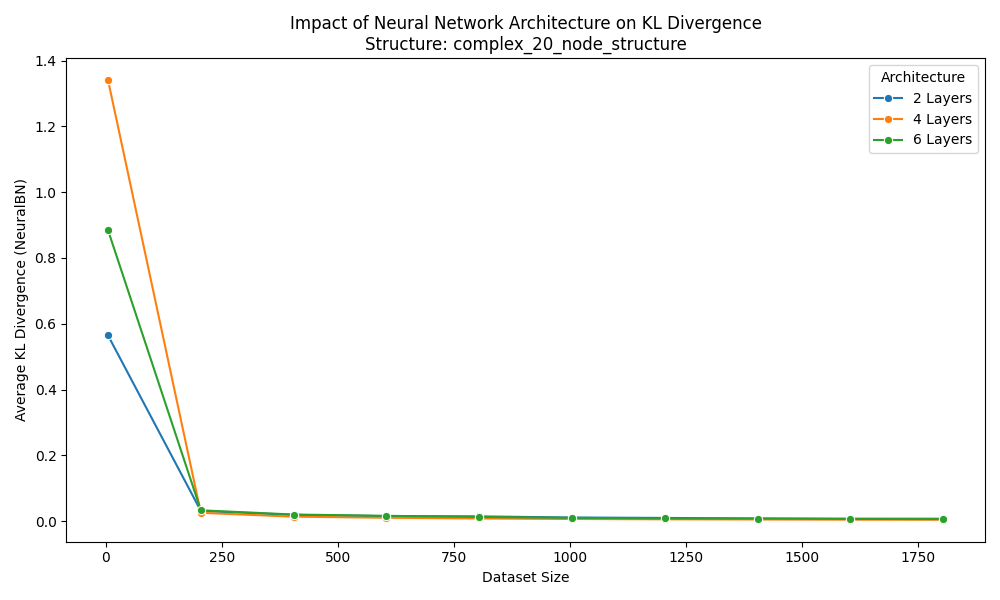 Impact of Neural Network Architecture on KL Divergence
Structure: complex_20_node_structure
Architecture
2 Layers
4 Layers
6 Layers
Average KL Divergence (NeuralBN)
1.4
1.2
1.0
0.8
0.6
0.4
0.2
0.0
0 250 500 750 1000 1250 1500 1750
Dataset Size